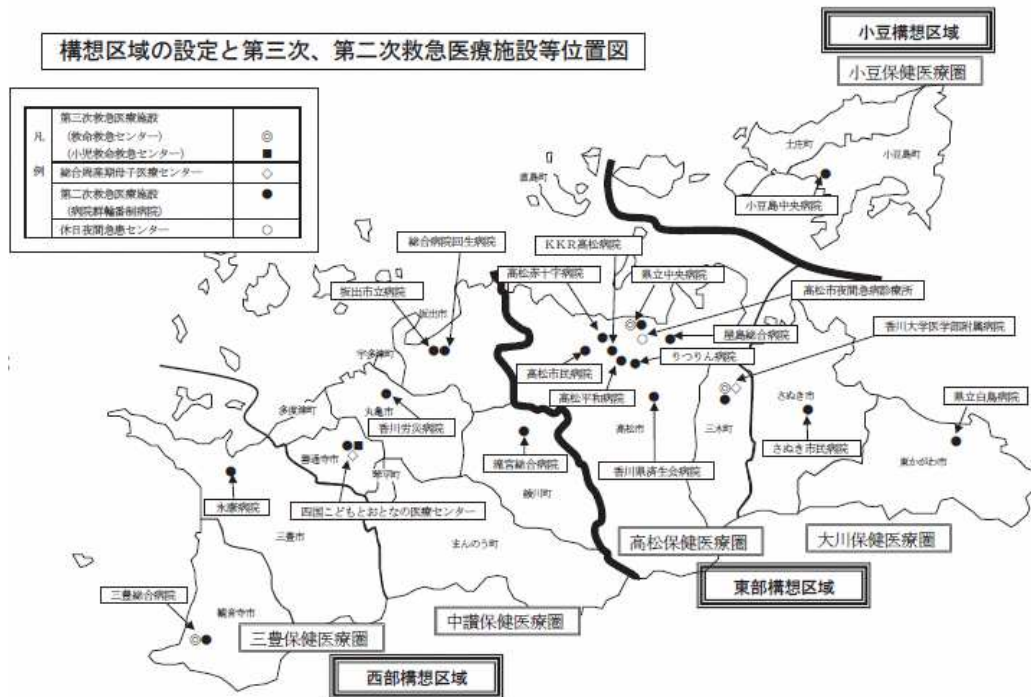 小豆構想区域
構想区域の設定と第三次、第二次救急医療施設等位置図
小豆保健医療圏
凡例
第三次救急医療施設
(救命救急センター) ◎
(小児救命救急センター) ■
総合周産期母子医療センター ◇
第二次救急医療施設 ●
(病院群輪番制病院)
休日夜間急患センター ○
土庄町
小豆島町
直島町
小豆島中央病院
総合病院回生病院
KKR高松病院
高松赤十字病院
県立中央病院
坂出市立病院
高松市夜間急病診療所
坂出市
屋島総合病院
香川大学医学部附属病院
宇多津町
高松市民病院
りつりん病院
高松平和病院
多度津町
丸亀市
香川労災病院
高松市
三木町
さぬき市
県立白鳥病院
善通寺市
琴平町
滝宮総合病院
香川県済生会病院
さぬき市民病院
東かがわ市
永康病院
四国こどもとおとなの医療センター
綾川町
三豊市
まんのう町
高松保健医療圏
大川保健医療圏
三豊総合病院
観音寺市
三豊保健医療圏
中讃保健医療圏
東部構想区域
西部構想区域